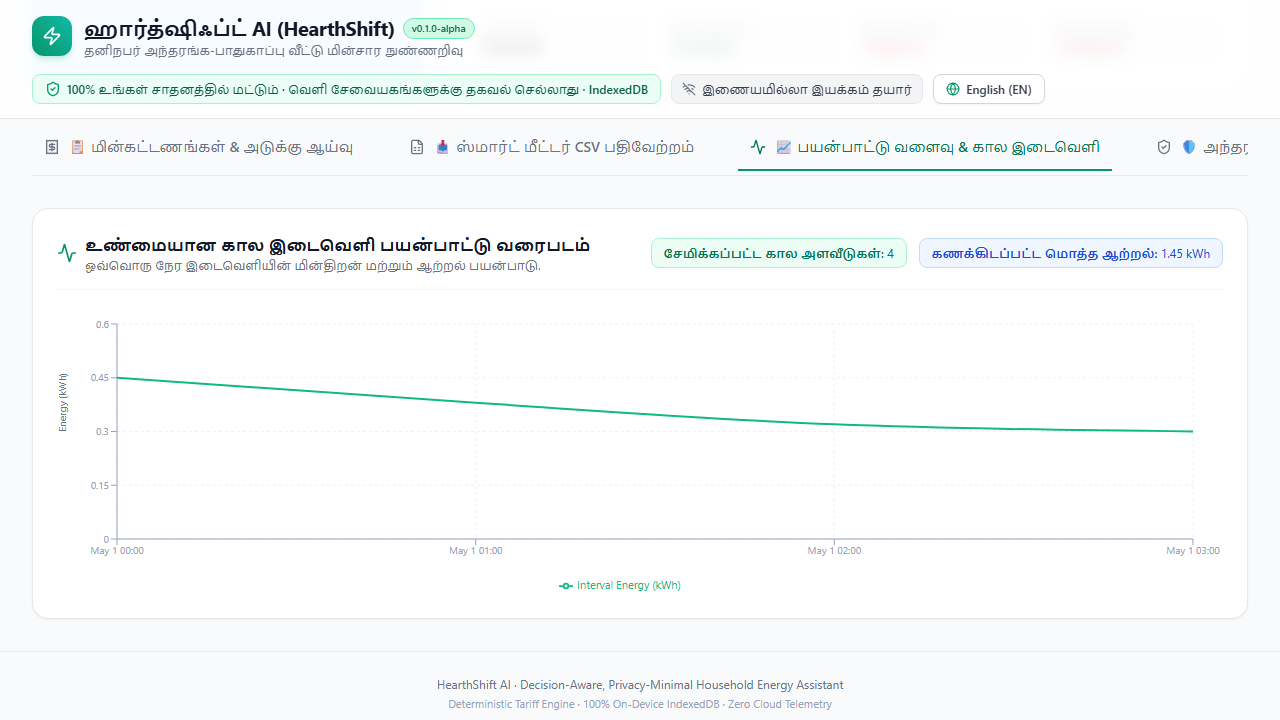 ஹார்த்ஷிஃப்ட் AI (HearthShift) v0.1.0-alpha
தனிநபர் அந்தரங்க-பாதுகாப்பு வீட்டு மின்சார நுண்ணறிவு
100% உங்கள் சாதனத்தில் மட்டும் · வெளி சேவையகங்களுக்கு தகவல் செல்லாது · IndexedDB இணையமில்லா இயக்கம் தயார் English (EN)
மின்கட்டணங்கள் & அடுக்கு ஆய்வு ஸ்மார்ட் மீட்டர் CSV பதிவேற்றம் பயன்பாட்டு வளைவு & கால இடைவெளி அந்தர
உண்மையான கால இடைவெளி பயன்பாட்டு வரைபடம்
ஒவ்வொரு நேர இடைவெளியின் மின்திறன் மற்றும் ஆற்றல் பயன்பாடு.
சேமிக்கப்பட்ட கால அளவீடுகள்: 4 கணக்கிடப்பட்ட மொத்த ஆற்றல்: 1.45 kWh
Energy (kWh)
0.6
0.45
0.3
0.15
0
May 1 00:00 May 1 01:00 May 1 02:00 May 1 03:00
Interval Energy (kWh)
HearthShift AI · Decision-Aware, Privacy-Minimal Household Energy Assistant
Deterministic Tariff Engine · 100% On-Device IndexedDB · Zero Cloud Telemetry